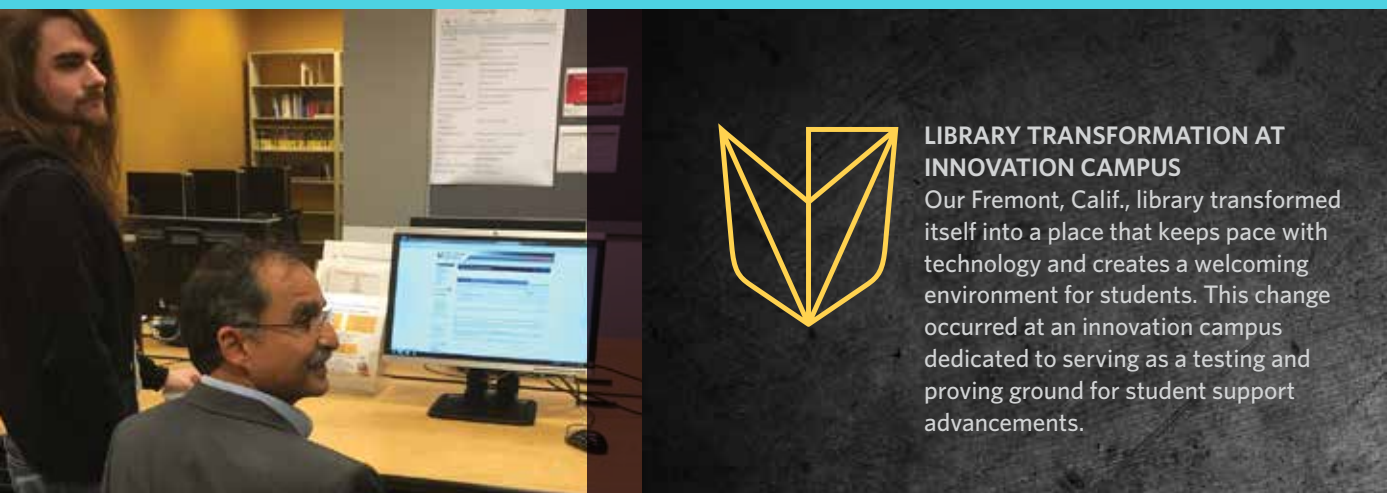 LIBRARY TRANSFORMATION AT
INNOVATION CAMPUS
Our Fremont, Calif., library transformed
itself into a place that keeps pace with
technology and creates a welcoming
environment for students. This change
occurred at an innovation campus
dedicated to serving as a testing and
proving ground for student support
advancements.